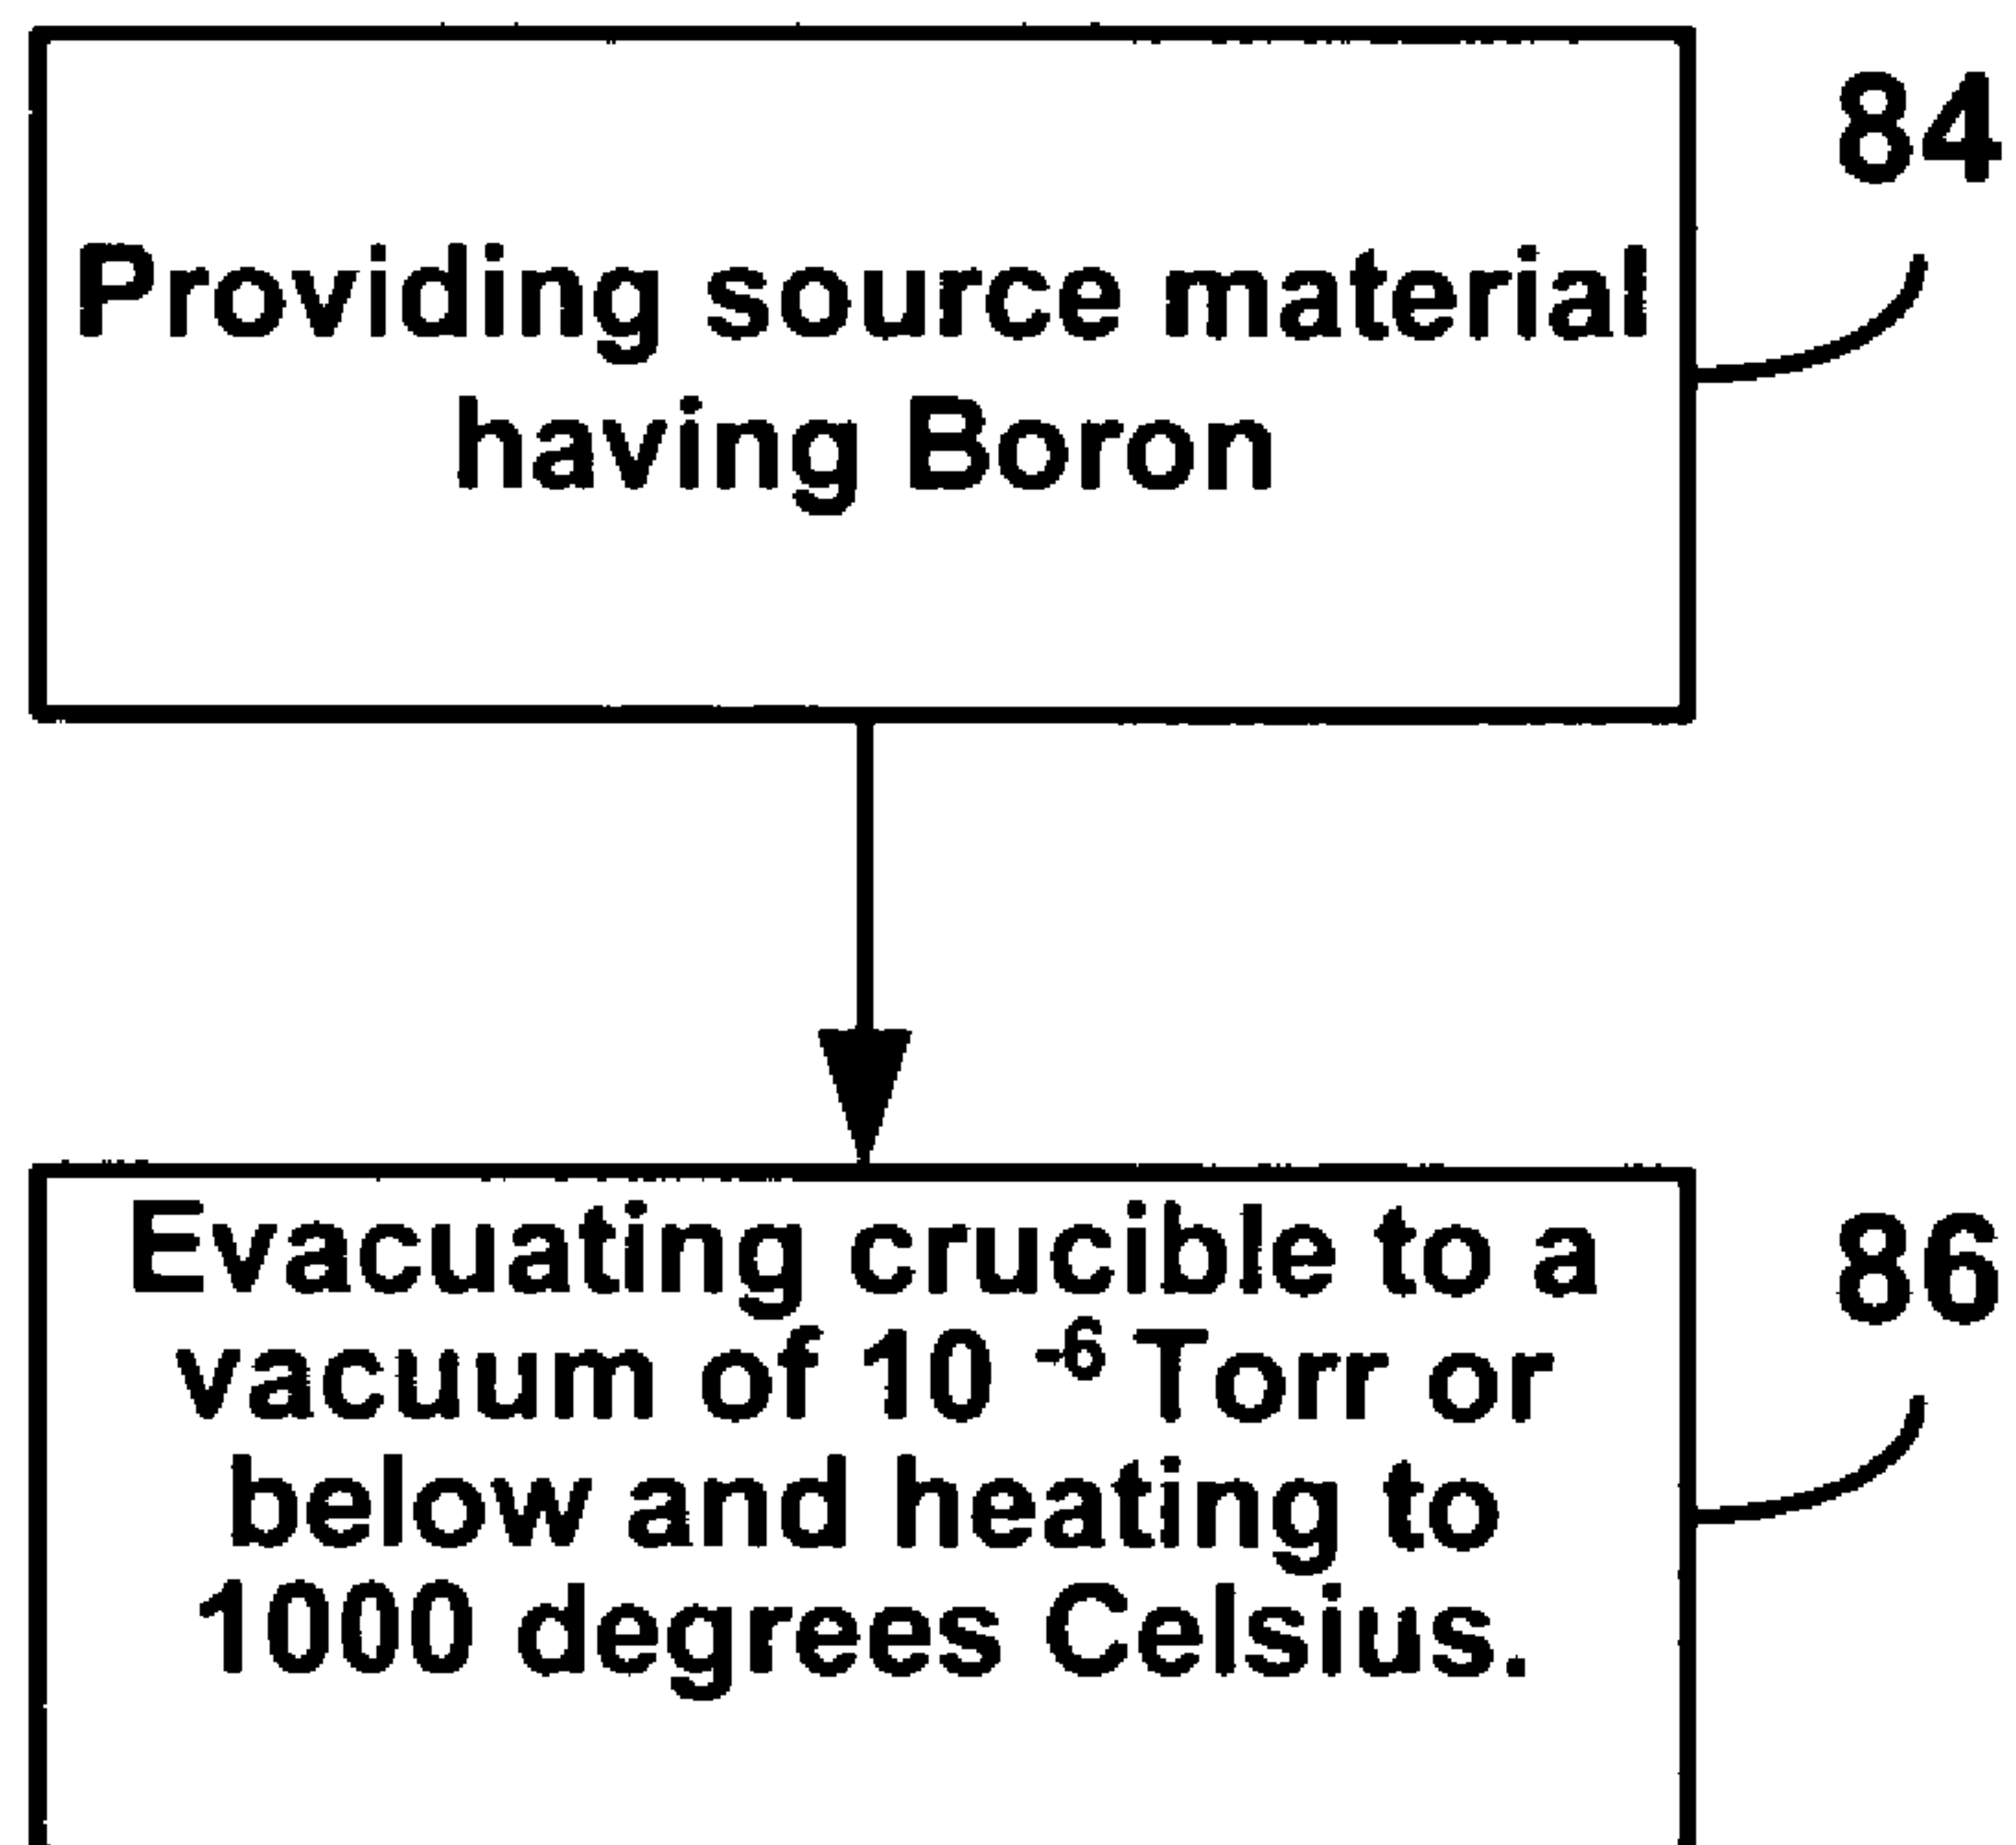 84
Providing source material
having Boron
86
Evacuating crucible to a
vacuum of 10 -6 Torr or
below and heating to
1000 degrees Celsius.